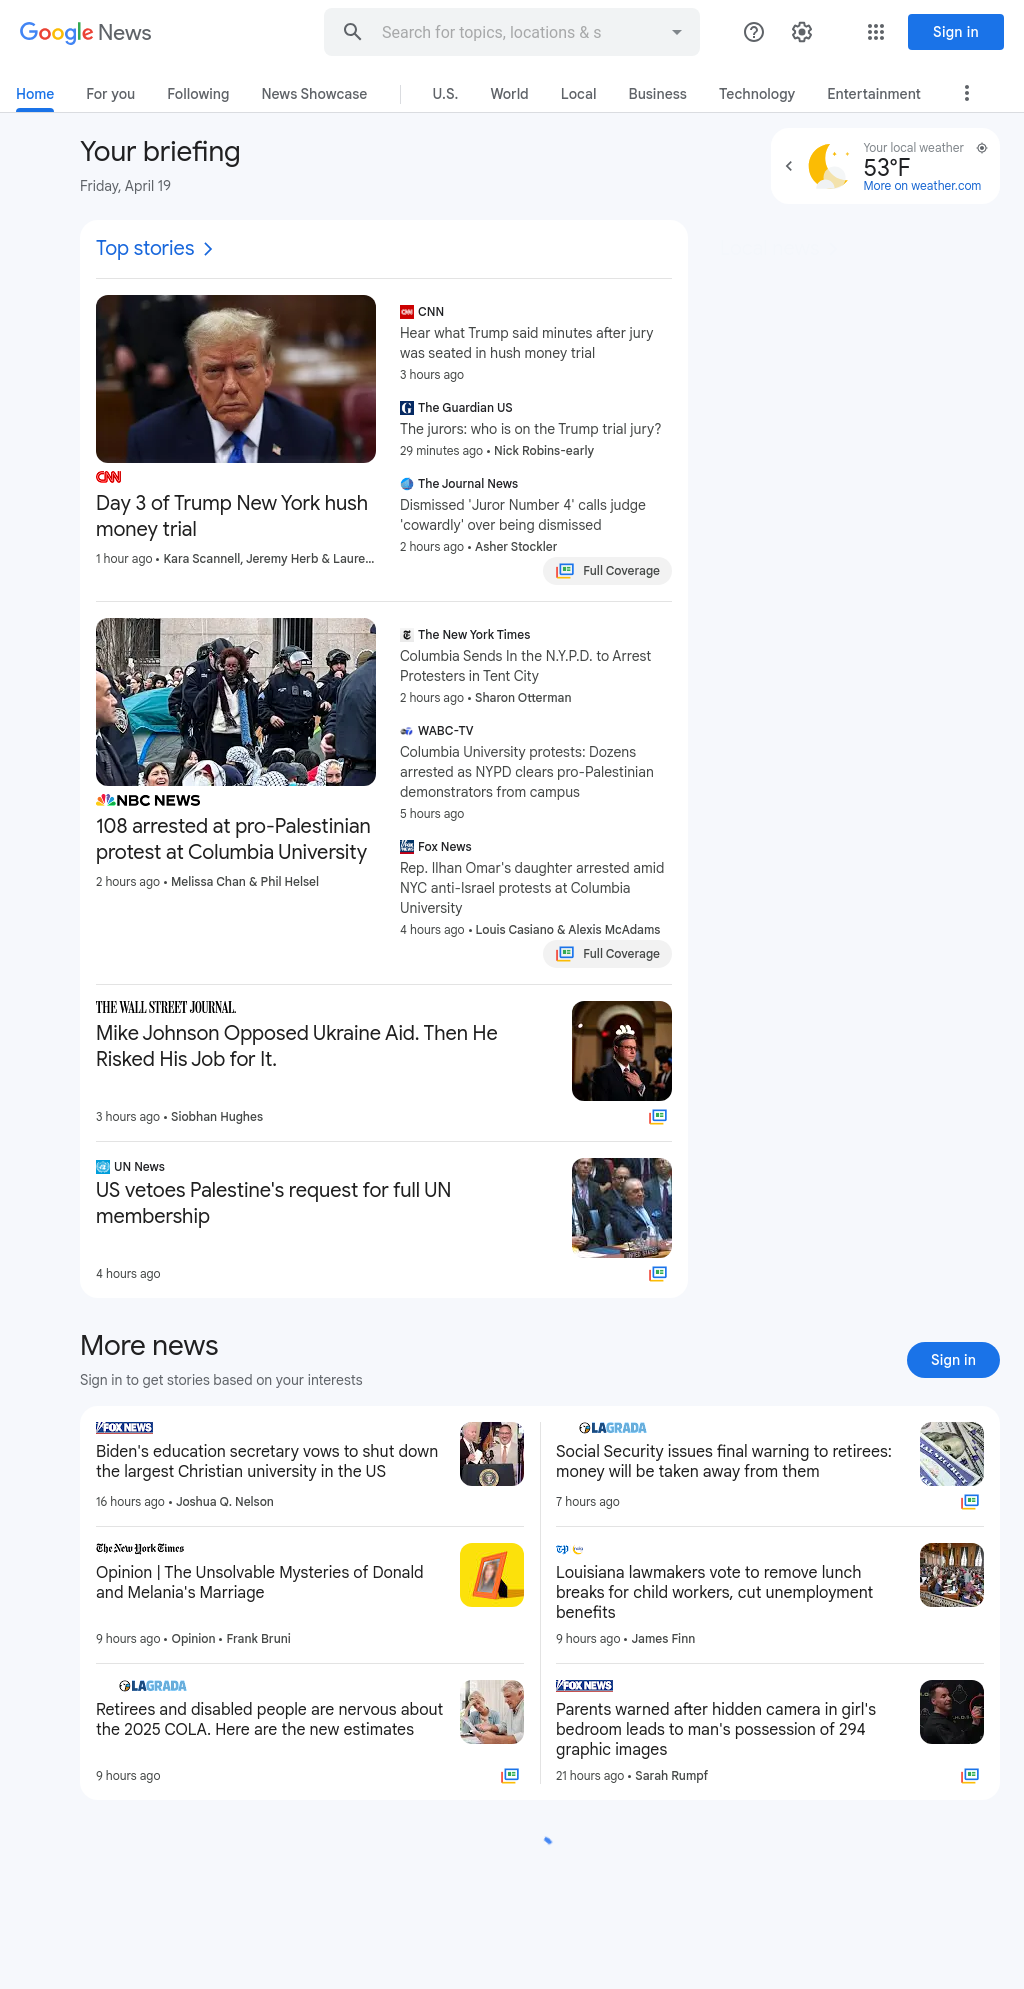 Google News
Search for topics, locations & s
Sign in
Home
For you
Following
News Showcase
U.S.
World
Local
Business
Technology
Entertainment
Your briefing
Friday, April 19
Your local weather
53°F
More on weather.com
Top stories
CNN
Day 3 of Trump New York hush
money trial
1 hour ago • Kara Scannell, Jeremy Herb & Laure...
CNN
Hear what Trump said minutes after jury
was seated in hush money trial
3 hours ago
The Guardian US
The jurors: who is on the Trump trial jury?
29 minutes ago • Nick Robins-early
The Journal News
Dismissed 'Juror Number 4' calls judge
'cowardly' over being dismissed
2 hours ago • Asher Stockler
Full Coverage
NBC NEWS
108 arrested at pro-Palestinian
protest at Columbia University
2 hours ago • Melissa Chan & Phil Helsel
The New York Times
Columbia Sends In the N.Y.P.D. to Arrest
Protesters in Tent City
2 hours ago • Sharon Otterman
WABC-TV
Columbia University protests: Dozens
arrested as NYPD clears pro-Palestinian
demonstrators from campus
5 hours ago
Fox News
Rep. Ilhan Omar's daughter arrested amid
NYC anti-Israel protests at Columbia
University
4 hours ago • Louis Casiano & Alexis McAdams
Full Coverage
THE WALL STREET JOURNAL.
Mike Johnson Opposed Ukraine Aid. Then He
Risked His Job for It.
3 hours ago • Siobhan Hughes
UN News
US vetoes Palestine's request for full UN
membership
4 hours ago
UNITED STATES
More news
Sign in to get stories based on your interests
Sign in
FOX NEWS
Biden's education secretary vows to shut down
the largest Christian university in the US
16 hours ago • Joshua Q. Nelson
LAGRADA
Social Security issues final warning to retirees:
money will be taken away from them
7 hours ago
The New York Times
Opinion | The Unsolvable Mysteries of Donald
and Melania's Marriage
9 hours ago • Opinion • Frank Bruni
Louisiana lawmakers vote to remove lunch
breaks for child workers, cut unemployment
benefits
9 hours ago • James Finn
LAGRADA
Retirees and disabled people are nervous about
the 2025 COLA. Here are the new estimates
9 hours ago
FOX NEWS
Parents warned after hidden camera in girl's
bedroom leads to man's possession of 294
graphic images
21 hours ago • Sarah Rumpf